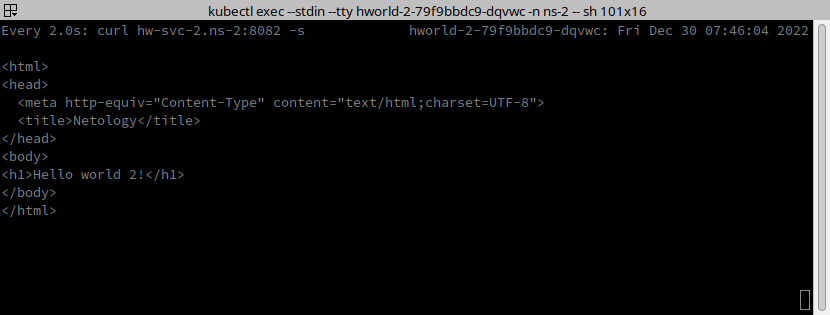 kubectl exec --stdin --tty hworld-2-79f9bbdc9-dqvwc -n ns-2 -- sh 101x16
Every 2.0s: curl hw-svc-2.ns-2:8082 -s hworld-2-79f9bbdc9-dqvwc: Fri Dec 30 07:46:04 2022
<html>
<head>
  <meta http-equiv="Content-Type" content="text/html;charset=UTF-8">
  <title>Netology</title>
</head>
<body>
<h1>Hello world 2!</h1>
</body>
</html>